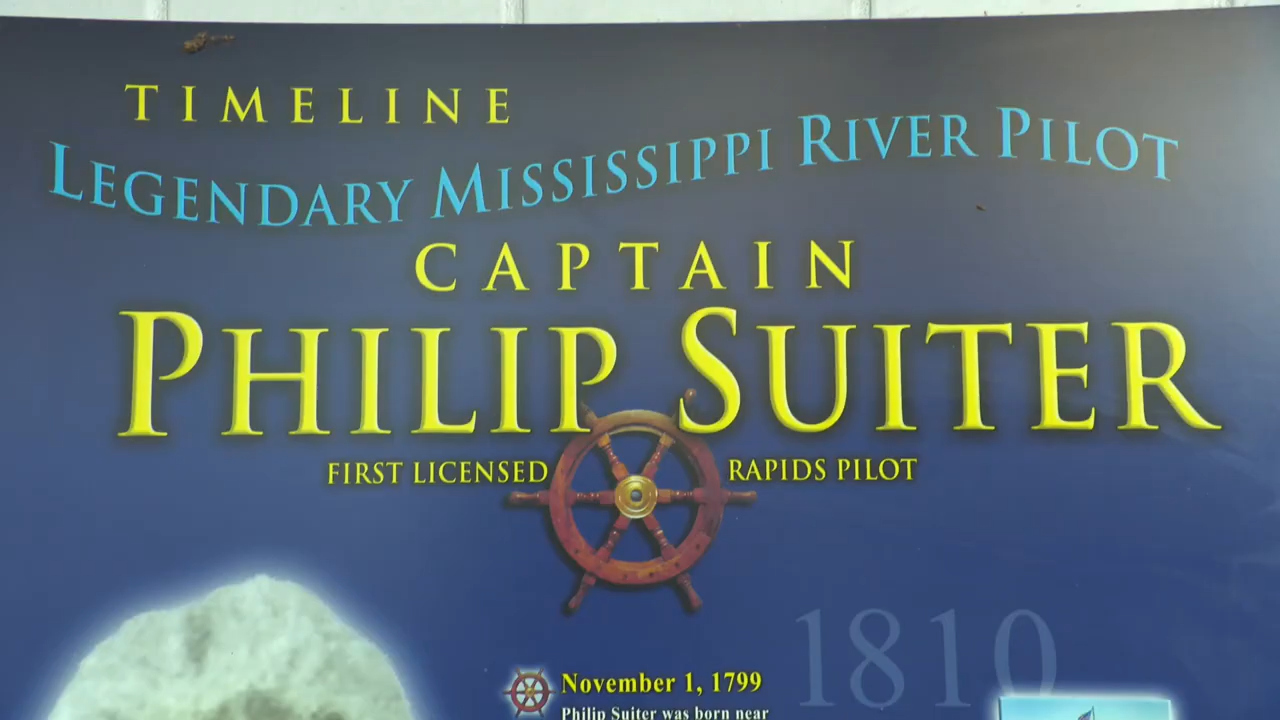 TIMELINE
LEGENDARY MISSISSIPPI RIVER PILOT
CAPTAIN
PHILIP SUITER
FIRST LICENSED RAPIDS PILOT
1810
November 1, 1799
Philip Suiter was born near